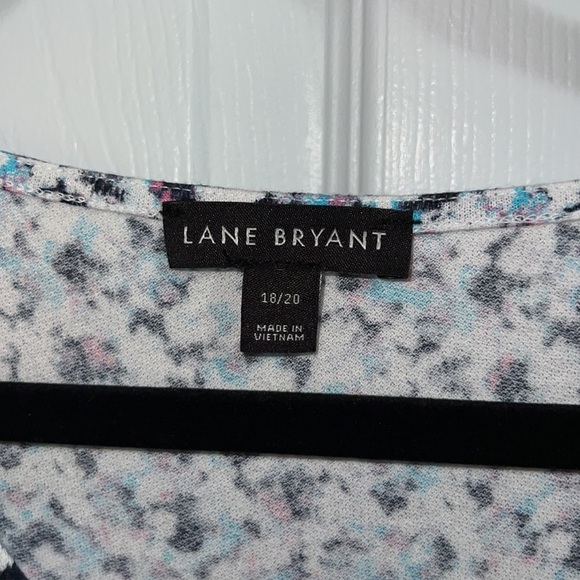 LANE BRYANT
18/20
MADE IN
VIETNAM